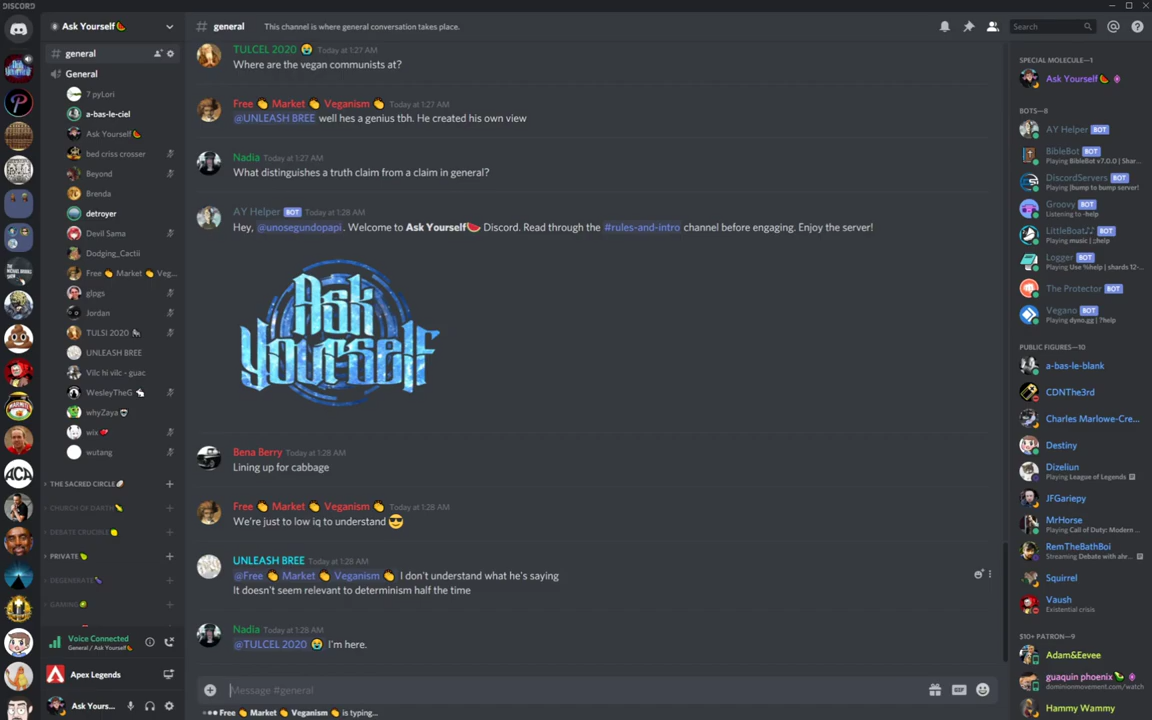 DISCORD
Ask Yourself🍉
general
General
7 pyLori
a-bas-le-ciel
Ask Yourself🍉
bed criss crosser
Beyond
Brenda
detroyer
Devil Sama
Dodging_Cactii
Free 👏 Market 👏 Veg...
glpgs
Jordan
TULSI 2020
UNLEASH BREE
Vilc hi vilc - guac
WesleyTheG
whyZaya
wix
wutang
THE SACRED CIRCLE
CHURCH DI DARTH
DEBATE CRUCIBLE
PRIVATE
DEGENERATE
GAMING
Voice Connected
General / Ask Yourself🍉
Apex Legends
Ask Yours...
# general This channel is where general conversation takes place.
Search
TULCEL 2020 😭 Today at 1:27 AM
Where are the vegan communists at?
Free 👏 Market 👏 Veganism 👏 Today at 1:27 AM
@UNLEASH BREE well hes a genius tbh. He created his own view
Nadia Today at 1:27 AM
What distinguishes a truth claim from a claim in general?
AY Helper BOT Today at 1:28 AM
Hey, @unosegundopapi. Welcome to Ask Yourself🍉 Discord. Read through the #rules-and-intro channel before engaging. Enjoy the server!
Ask
Yourself
Bena Berry Today at 1:28 AM
Lining up for cabbage
Free 👏 Market 👏 Veganism 👏 Today at 1:28 AM
We're just to low iq to understand 😎
UNLEASH BREE Today at 1:28 AM
@Free 👏 Market 👏 Veganism 👏 I don't understand what he's saying
It doesn't seem relevant to determinism half the time
Nadia Today at 1:28 AM
@TULCEL 2020 😭 I'm here.
Message #general
GIF
Free 👏 Market 👏 Veganism 👏 is typing...
SPECIAL MOLECULE—1
Ask Yourself🍉
BOTS—8
AY Helper BOT
BibleBot BOT
Playing BibleBot v7.0.0 | Shar...
DiscordServers BOT
Playing |bump to bump server!
Groovy BOT
Listening to -help
LittleBoat♪♪ BOT
Playing music | ;;help
Logger BOT
Playing Use %help | shards 12-...
The Protector BOT
Vegano BOT
Playing dyno.gg | ?help
PUBLIC FIGURES—10
a-bas-le-blank
CDNThe3rd
Charles Marlowe-Cre...
Destiny
Dizeliun
Playing League of Legends
JFGariepy
MrHorse
Playing Call of Duty: Modern ...
RemTheBathBoi
Streaming Debate with ahr...
Squirrel
Vaush
Existential crisis
$10+ PATRON—9
Adam&Eevee
guaquin phoenix
dominionmovement.com/watch
Hammy Wammy